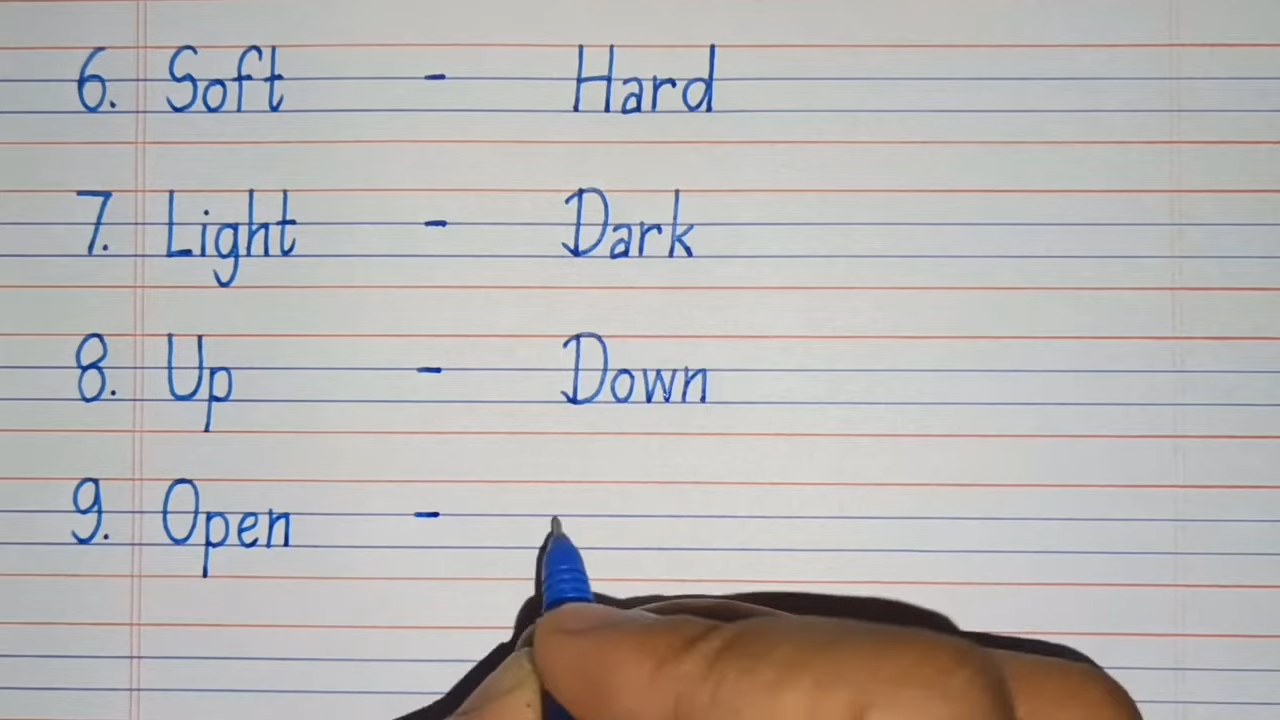 6. Soft - Hard
7. Light - Dark
8. Up - Down
9. Open -